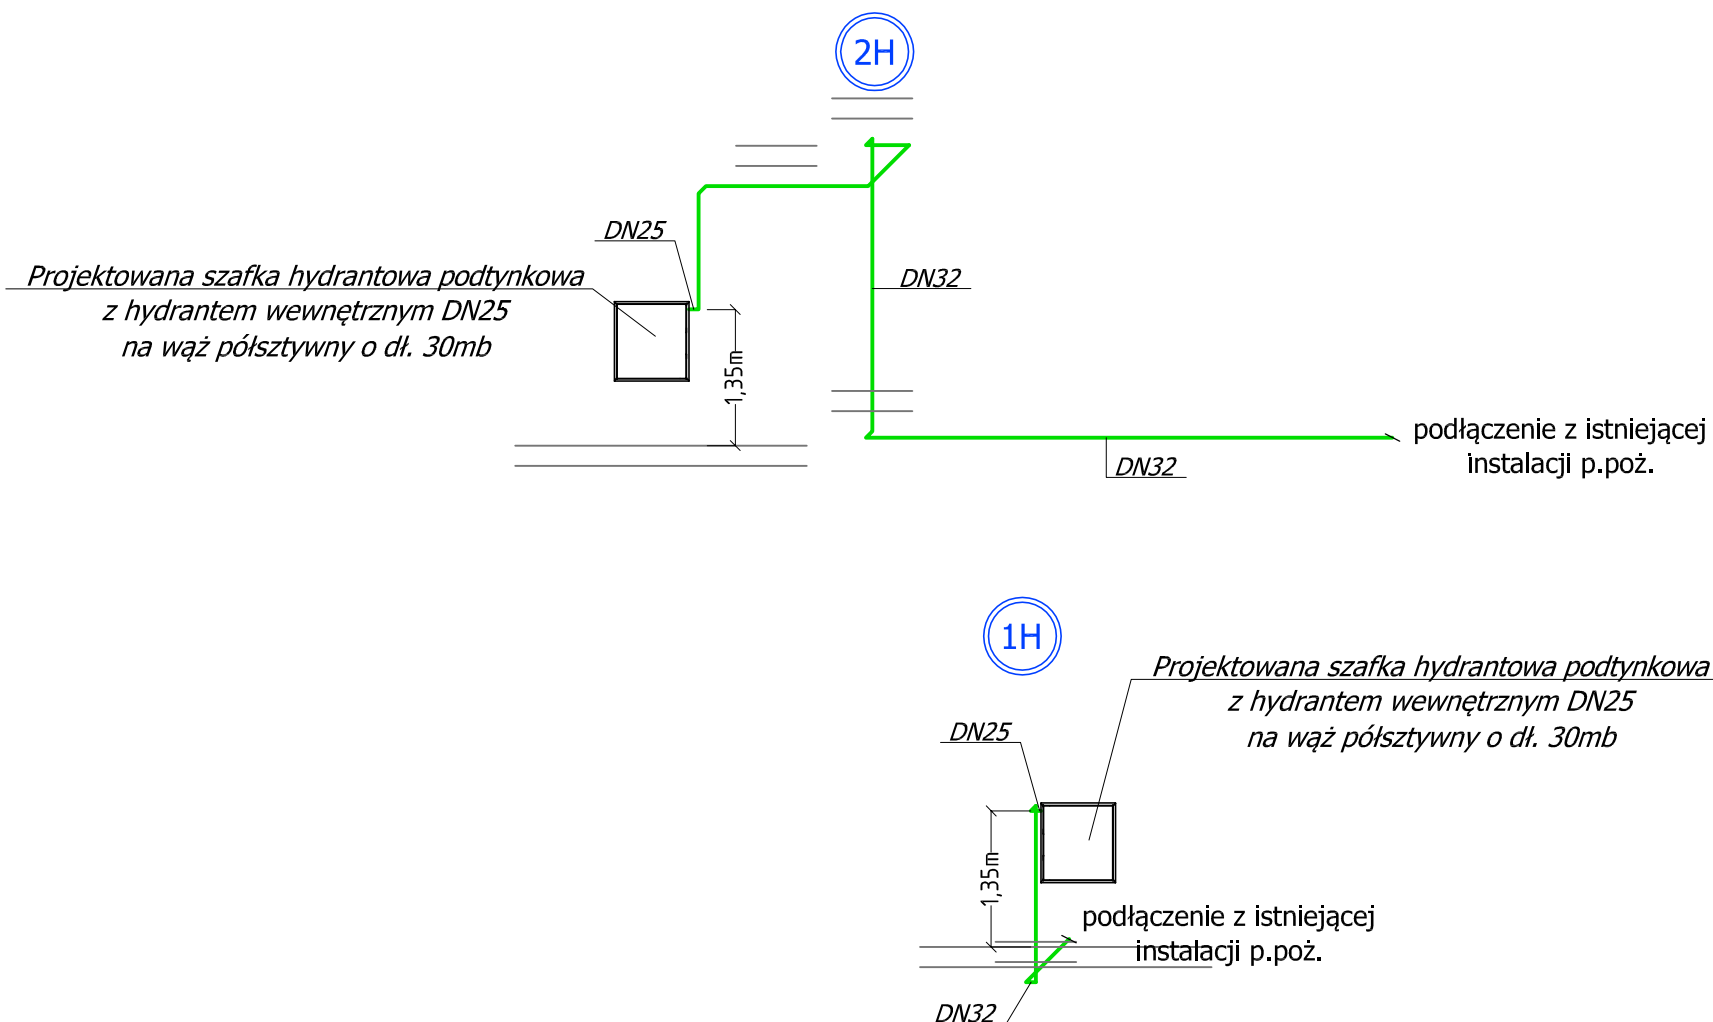 2H
DN25
Projektowana szafka hydrantowa podtynkowa
z hydrantem wewnętrznym DN25
na wąż półsztywny o dł. 30mb
DN32
1,35m
podłączenie z istniejącej
instalacji p.poż.
DN32
1H
Projektowana szafka hydrantowa podtynkowa
z hydrantem wewnętrznym DN25
na wąż półsztywny o dł. 30mb
DN25
1,35m
podłączenie z istniejącej
instalacji p.poż.
DN32